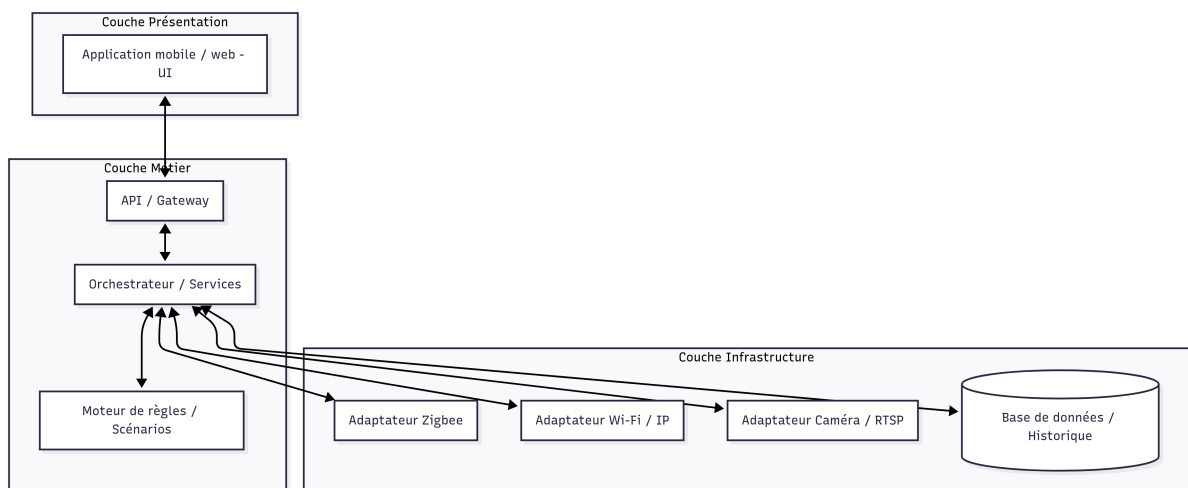 Couche Présentation
Application mobile / web -
UI
Couche Métier
API / Gateway
Orchestrateur / Services
Moteur de règles /
Scénarios
Couche Infrastructure
Adaptateur Zigbee
Adaptateur Wi-Fi / IP
Adaptateur Caméra / RTSP
Base de données /
Historique